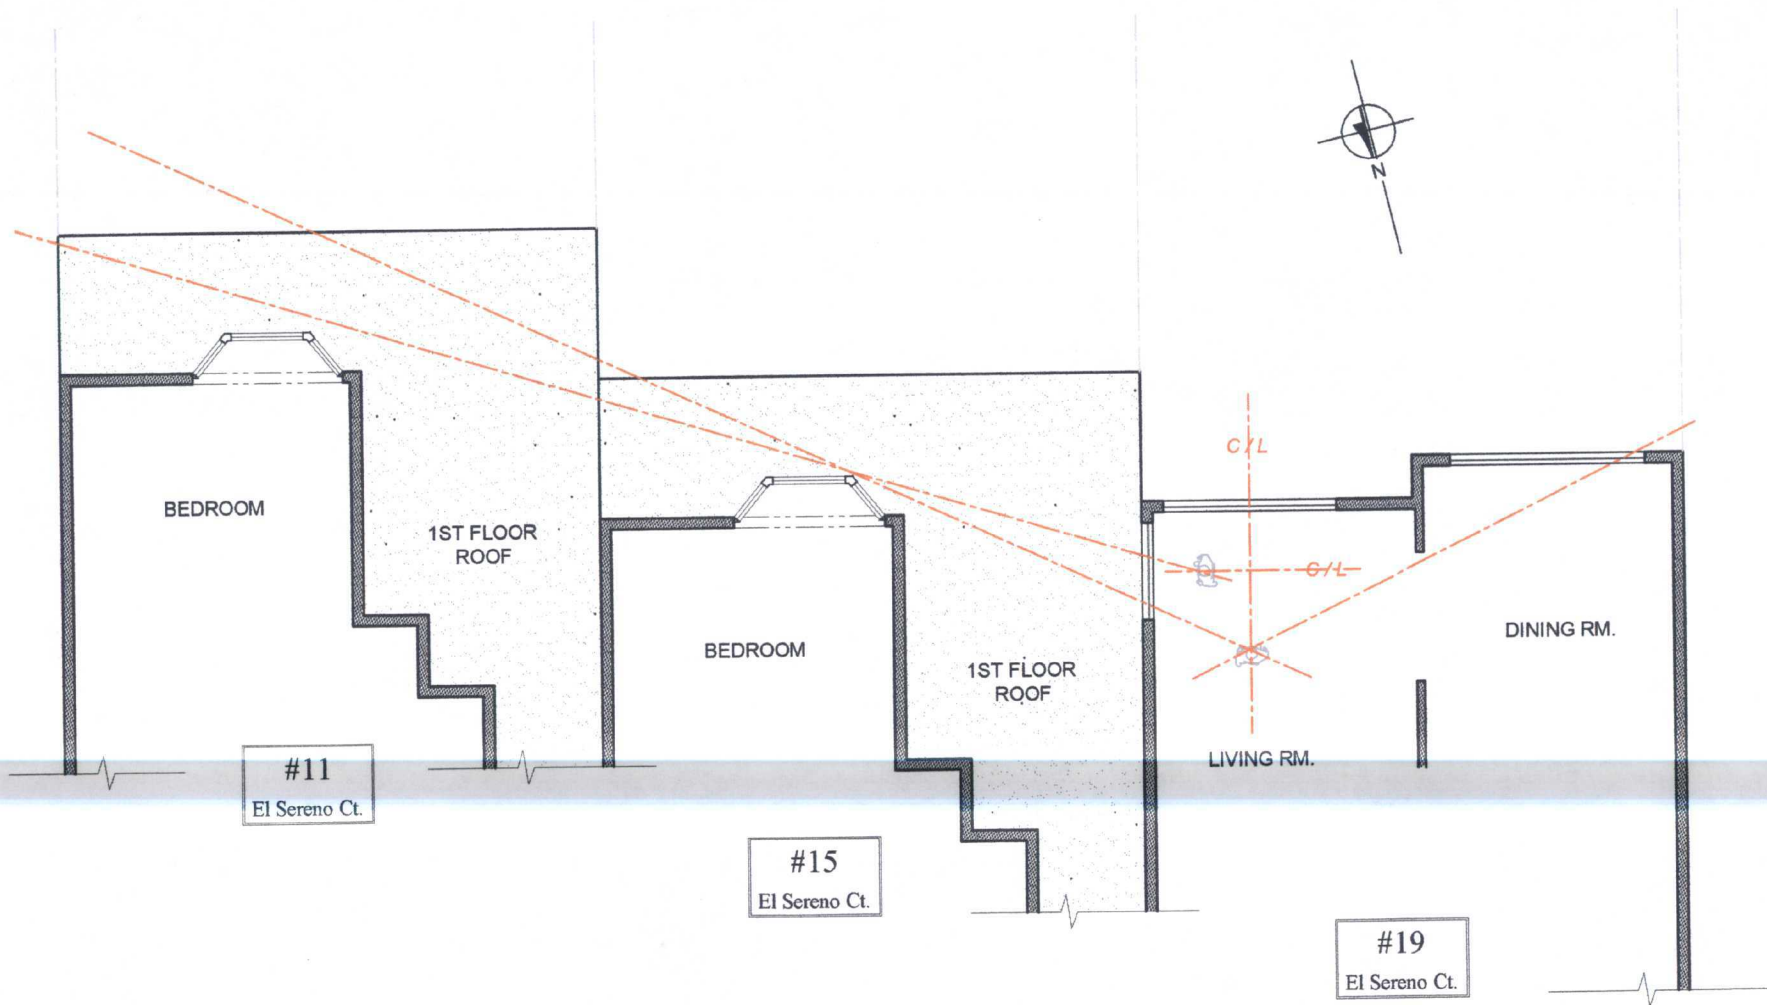 N
C/L
BEDROOM
1ST FLOOR
ROOF
C/L
DINING RM.
BEDROOM
1ST FLOOR
ROOF
LIVING RM.
#11
El Sereno Ct.
#15
El Sereno Ct.
#19
El Sereno Ct.